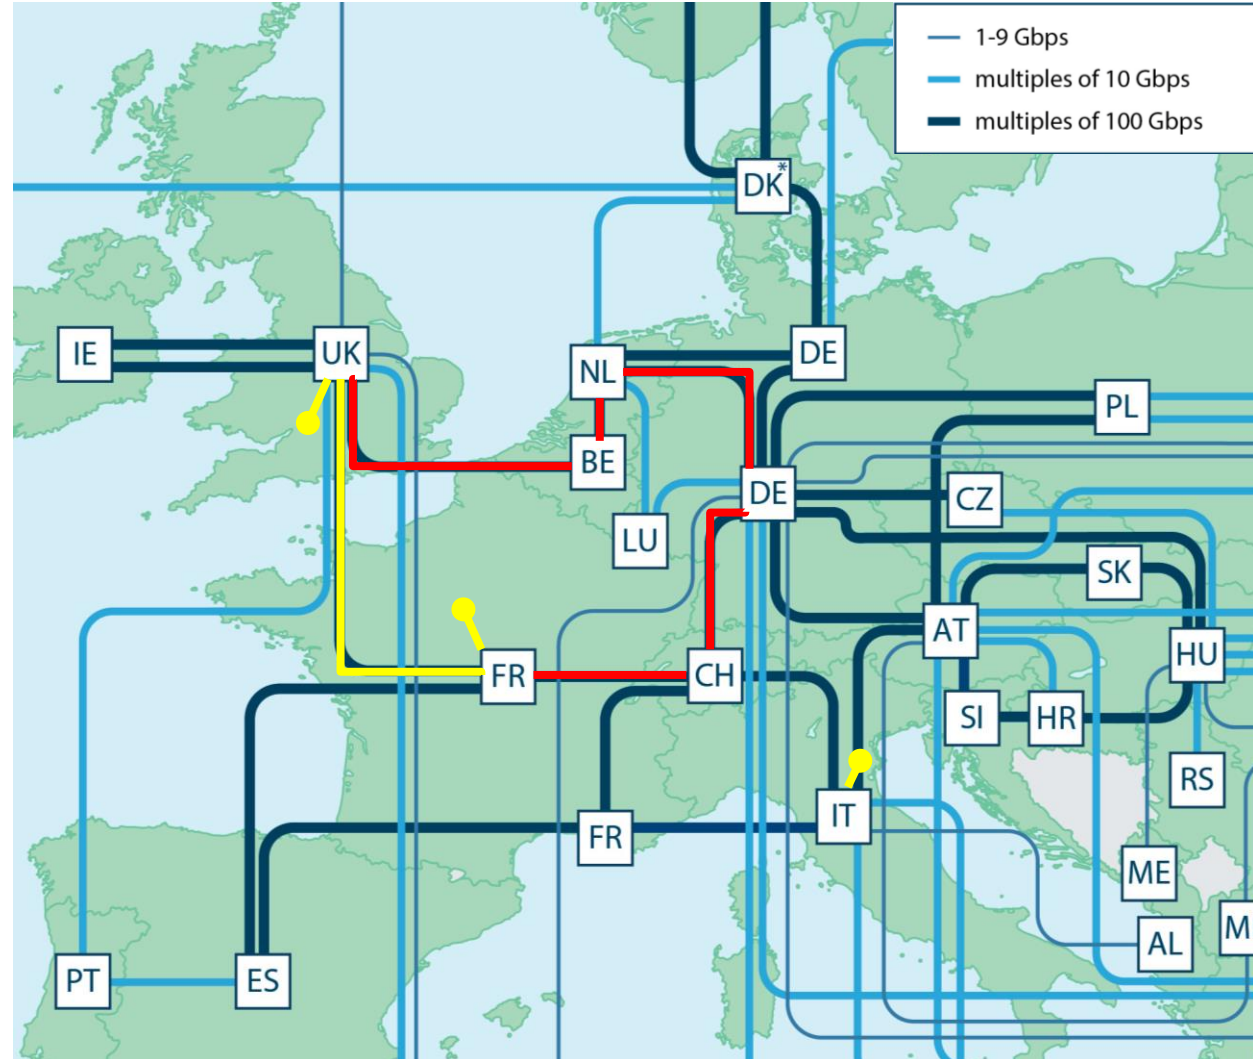 1-9 Gbps
multiples of 10 Gbps
multiples of 100 Gbps
DK*
IE
UK
NL
DE
PL
BE
DE
CZ
LU
SK
AT
HU
FR
CH
SI
HR
RS
IT
FR
ME
M
AL
PT
ES